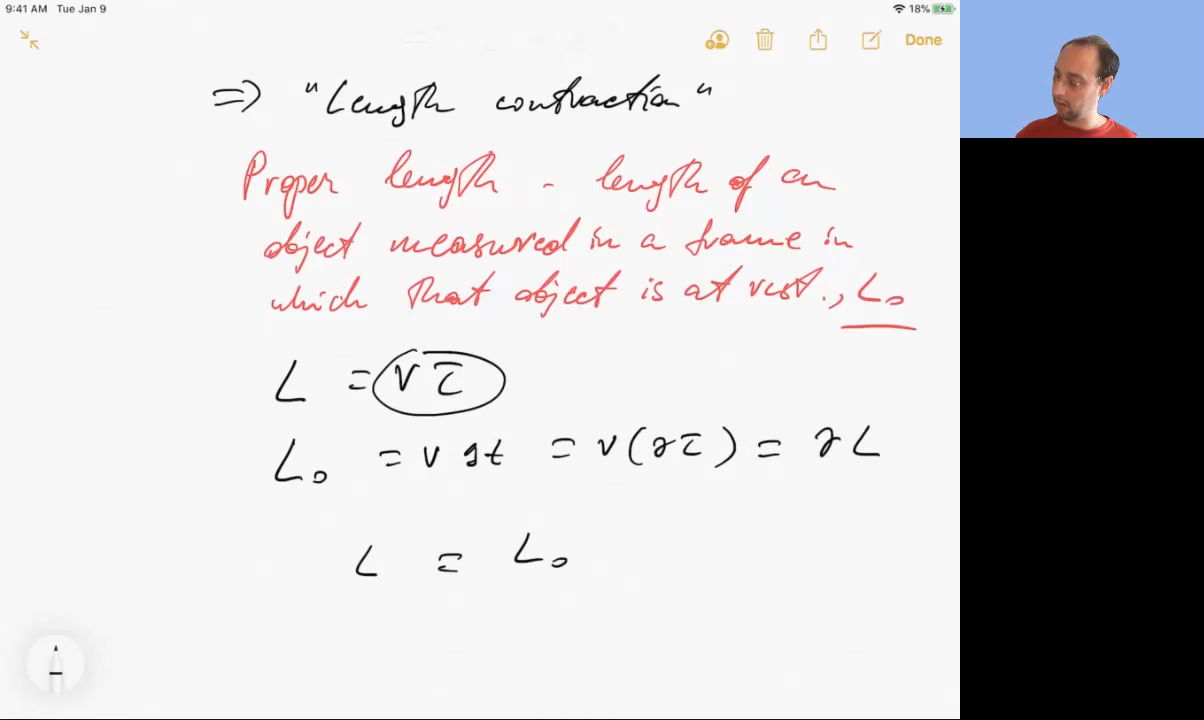 9:41 AM Tue Jan 9
18%
Done
=> "Length contraction"
Proper length - length of an
object measured in a frame in
which that object is at rest., L₀
L = vτ
L₀ = vΔt = v(γτ) = γL
L = L₀